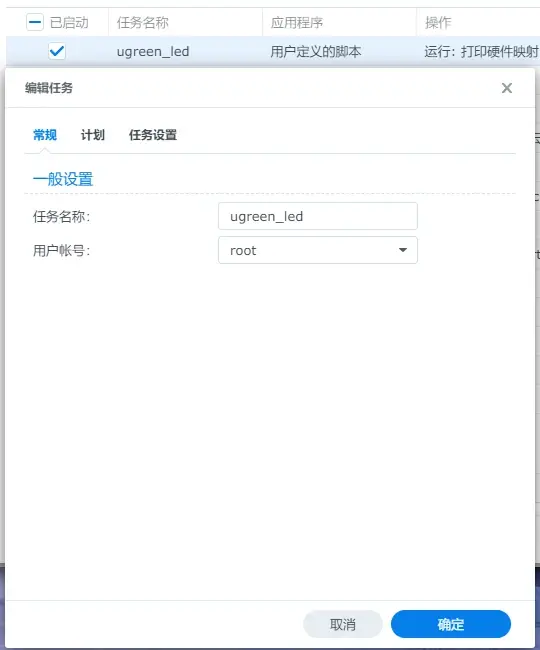 已启动 任务名称 应用程序 操作
ugreen_led 用户定义的脚本 运行：打印硬件映射
编辑任务
常规 计划 任务设置
一般设置
任务名称： ugreen_led
用户帐号： root
取消 确定